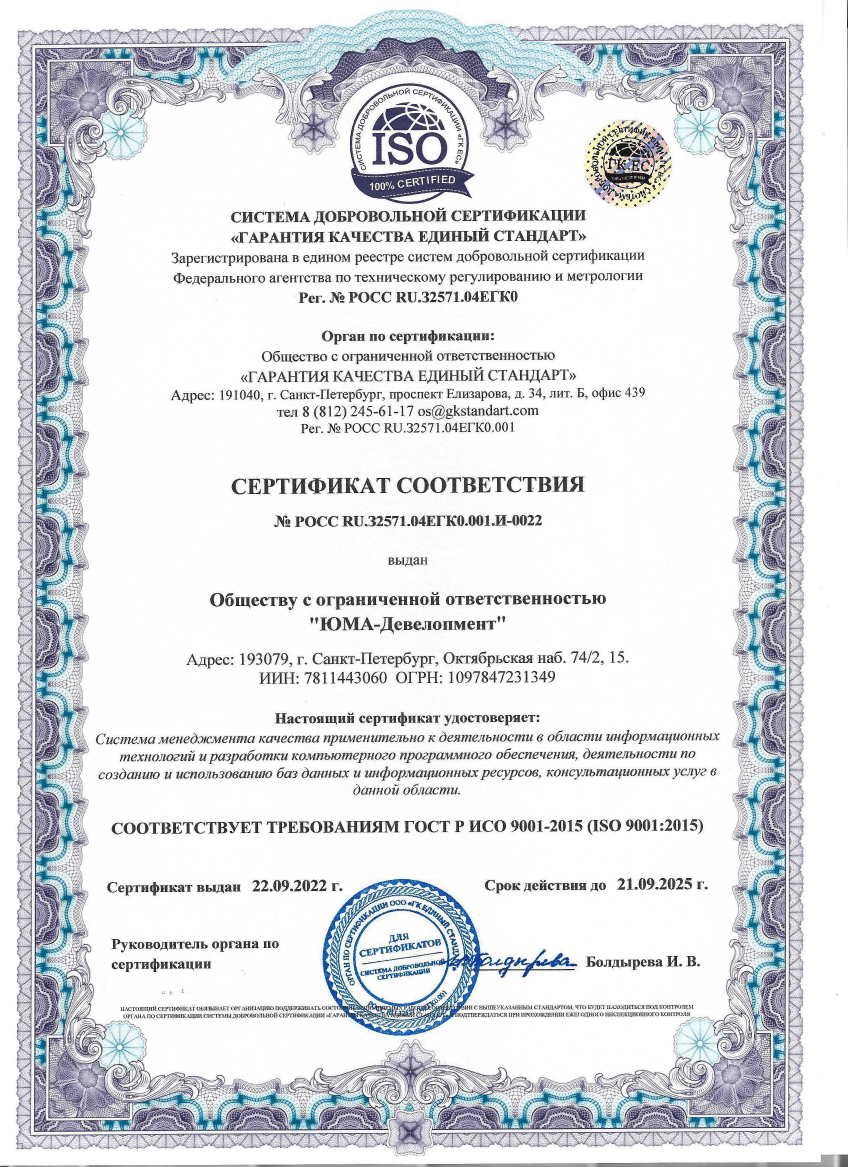 СИСТЕМА ДОБРОВОЛЬНОЙ СЕРТИФИКАЦИИ «ГК ЕС»
ISO
100% CERTIFIED
ГК ЕС
СИСТЕМА ДОБРОВОЛЬНОЙ СЕРТИФИКАЦИИ
«ГАРАНТИЯ КАЧЕСТВА ЕДИНЫЙ СТАНДАРТ»
Зарегистрирована в едином реестре систем добровольной сертификации
Федерального агентства по техническому регулированию и метрологии
Рег. № РОСС RU.32571.04ЕГК0
Орган по сертификации:
Общество с ограниченной ответственностью
«ГАРАНТИЯ КАЧЕСТВА ЕДИНЫЙ СТАНДАРТ»
Адрес: 191040, г. Санкт-Петербург, проспект Елизарова, д. 34, лит. Б, офис 439
тел 8 (812) 245-61-17 os@gkstandart.com
Рег. № РОСС RU.32571.04ЕГК0.001
СЕРТИФИКАТ СООТВЕТСТВИЯ
№ РОСС RU.32571.04ЕГК0.001.И-0022
выдан
Обществу с ограниченной ответственностью
"ЮМА-Девелопмент"
Адрес: 193079, г. Санкт-Петербург, Октябрьская наб. 74/2, 15.
ИИН: 7811443060 ОГРН: 1097847231349
Настоящий сертификат удостоверяет:
Система менеджмента качества применительно к деятельности в области информационных
технологий и разработки компьютерного программного обеспечения, деятельности по
созданию и использованию баз данных и информационных ресурсов, консультационных услуг в
данной области.
СООТВЕТСТВУЕТ ТРЕБОВАНИЯМ ГОСТ Р ИСО 9001-2015 (ISO 9001:2015)
Сертификат выдан 22.09.2022 г.
Срок действия до 21.09.2025 г.
ОРГАН ПО СЕРТИФИКАЦИИ ООО «ГК ЕДИНЫЙ СТАНДАРТ»
ДЛЯ
СЕРТИФИКАТОВ
СИСТЕМА ДОБРОВОЛЬНОЙ
СЕРТИФИКАЦИИ
Руководитель органа по
сертификации
Болдырева Болдырева И. В.
НАСТОЯЩИЙ СЕРТИФИКАТ ОБЯЗЫВАЕТ ОРГАНИЗАЦИЮ ПОДДЕРЖИВАТЬ С ВЫШЕУКАЗАННЫМ СТАНДАРТОМ, ЧТО БУДЕТ НАХОДИТЬСЯ ПОД КОНТРОЛЕМ
ОРГАНА ПО СЕРТИФИКАЦИИ СИСТЕМЫ ДОБРОВОЛЬНОЙ СЕРТИФИКАЦИИ ПОДТВЕРЖДАТЬСЯ ПРИ ПРОХОЖДЕНИИ ЕЖЕГОДНОГО ИНСПЕКЦИОННОГО КОНТРОЛЯ